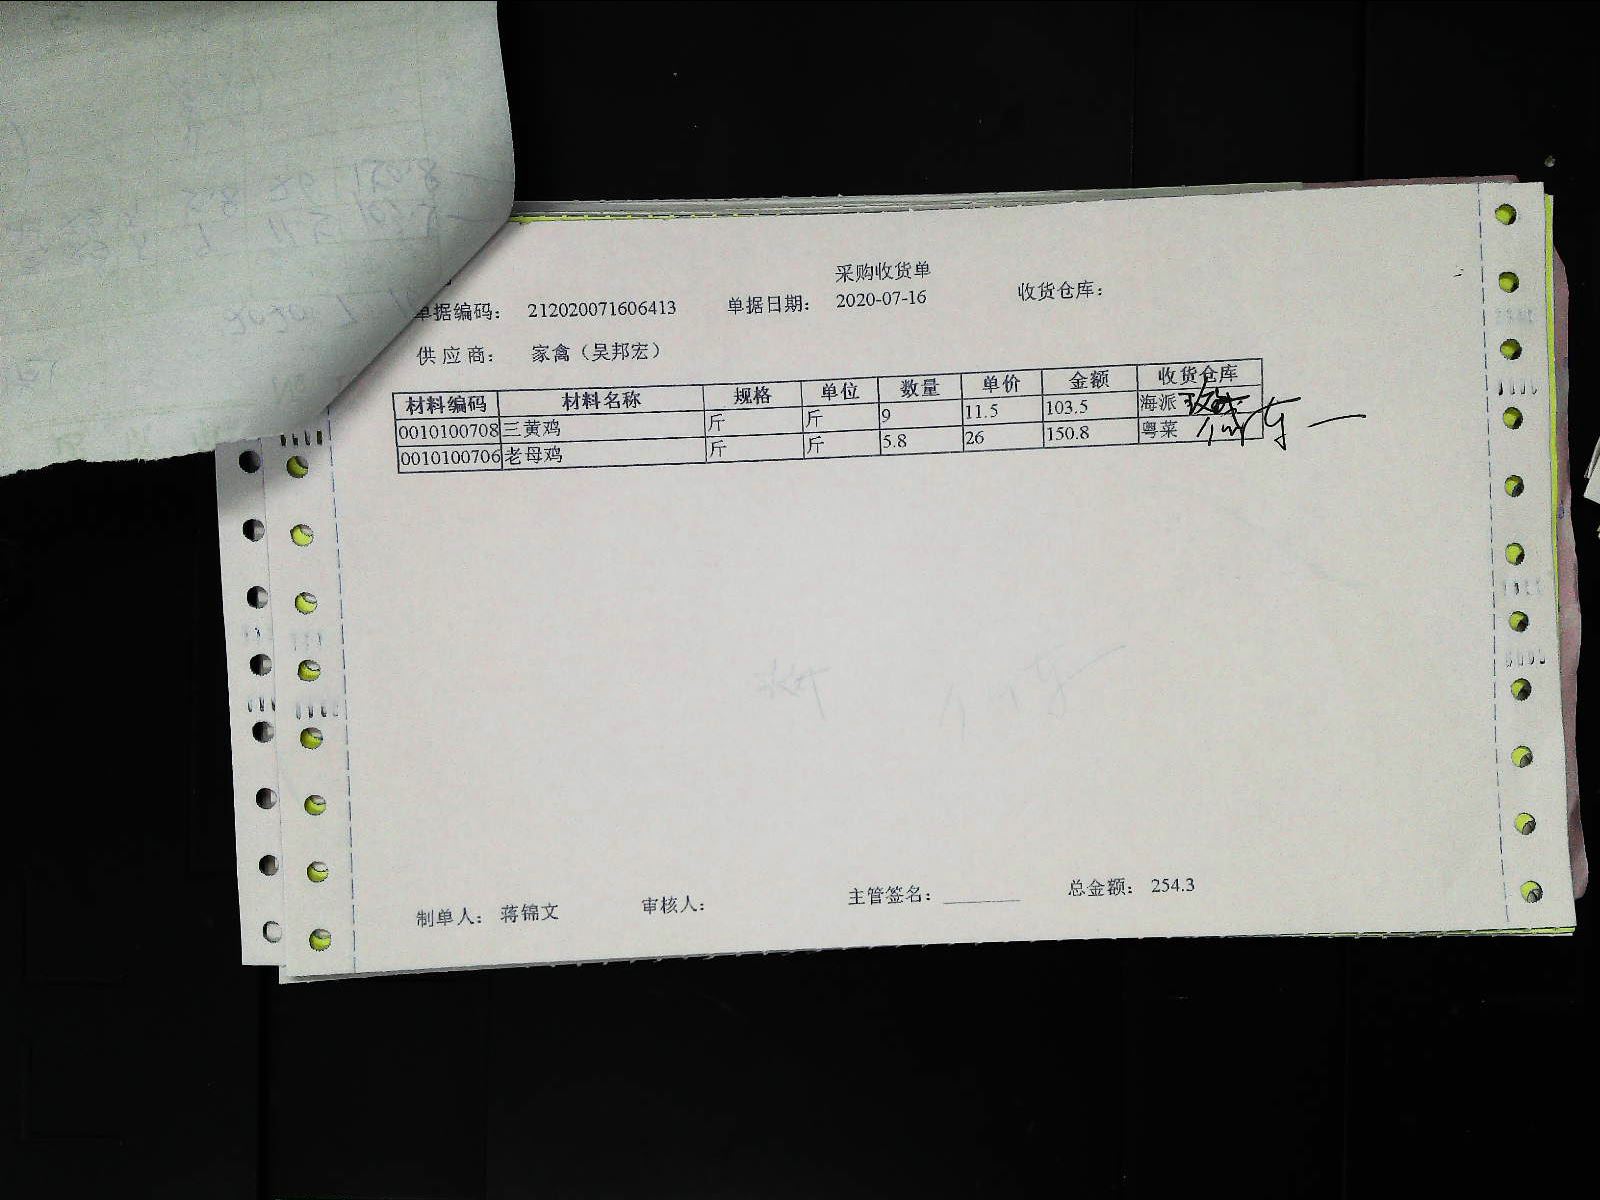 采购收货单
单据编码： 212020071606413 单据日期： 2020-07-16 收货仓库：
供应商： 家禽（吴邦宏）
材料编码 材料名称 规格 单位 数量 单价 金额 收货仓库
0010100708 三黄鸡 斤 斤 9 11.5 103.5 海派
0010100706 老母鸡 斤 斤 5.8 26 150.8 粤菜
制单人： 蒋锦文 审核人： 主管签名： 总金额： 254.3